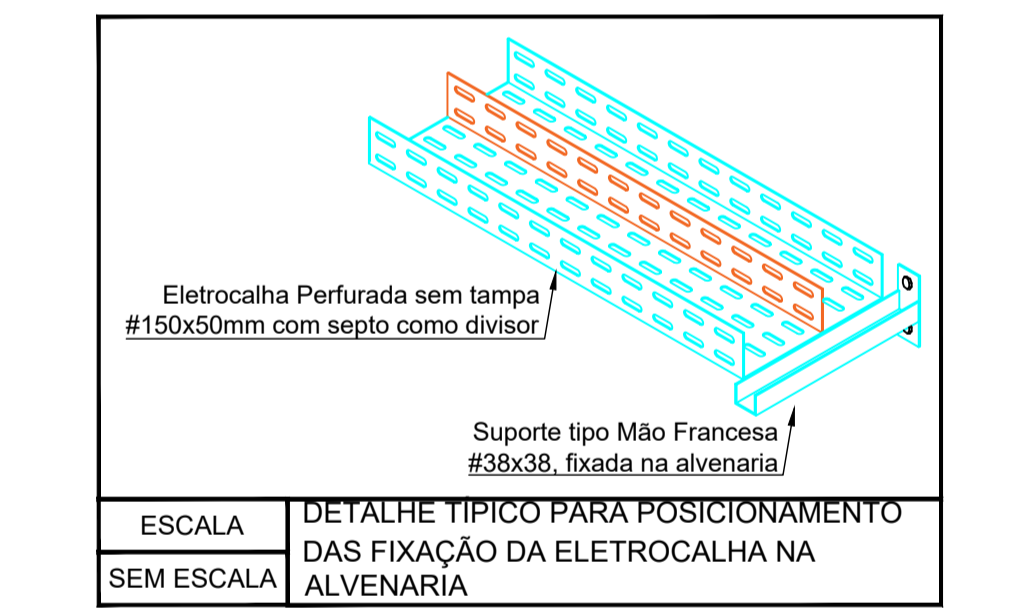 Eletrocalha Perfurada sem tampa
#150x50mm com septo como divisor
Suporte tipo Mão Francesa
#38x38, fixada na alvenaria
ESCALA
SEM ESCALA
DETALHE TÍPICO PARA POSICIONAMENTO
DAS FIXAÇÃO DA ELETROCALHA NA
ALVENARIA